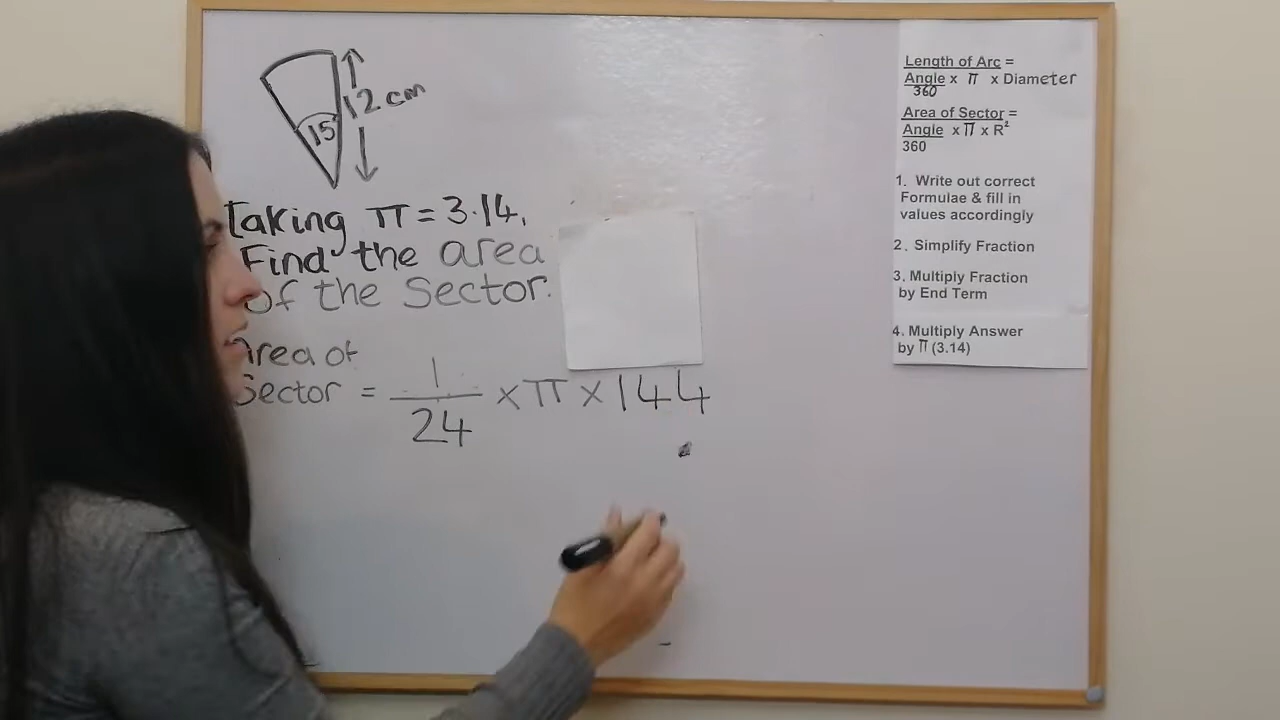 12 cm
15
Taking π = 3.14,
Find the area
of the Sector.
Area of
Sector = 1/24 × π × 144
Length of Arc =
Angle/360 x π x Diameter
Area of Sector =
Angle/360 x π x R²
1. Write out correct
Formulae & fill in
values accordingly
2. Simplify Fraction
3. Multiply Fraction
by End Term
4. Multiply Answer
by π (3.14)